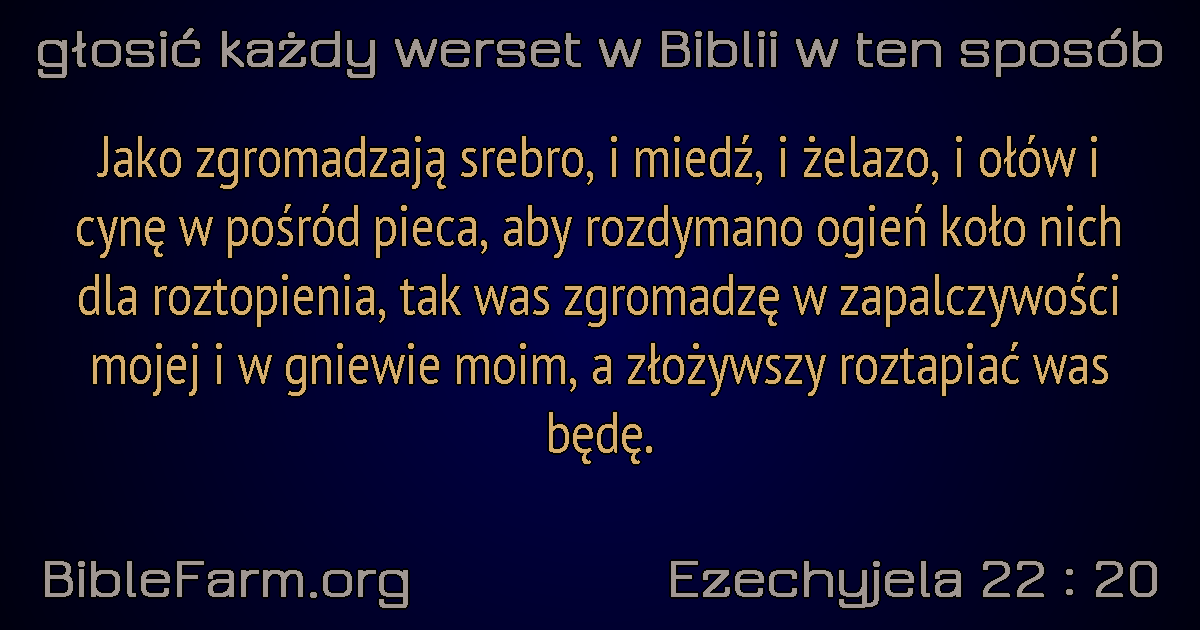 głosić każdy werset w Biblii w ten sposób
Jako zgromadzają srebro, i miedź, i żelazo, i ołów i
cynę w pośród pieca, aby rozdymano ogień koło nich
dla roztopienia, tak was zgromadzę w zapalczywości
mojej i w gniewie moim, a złożywszy roztapiać was
będę.
BibleFarm.org
Ezechyjela 22 : 20